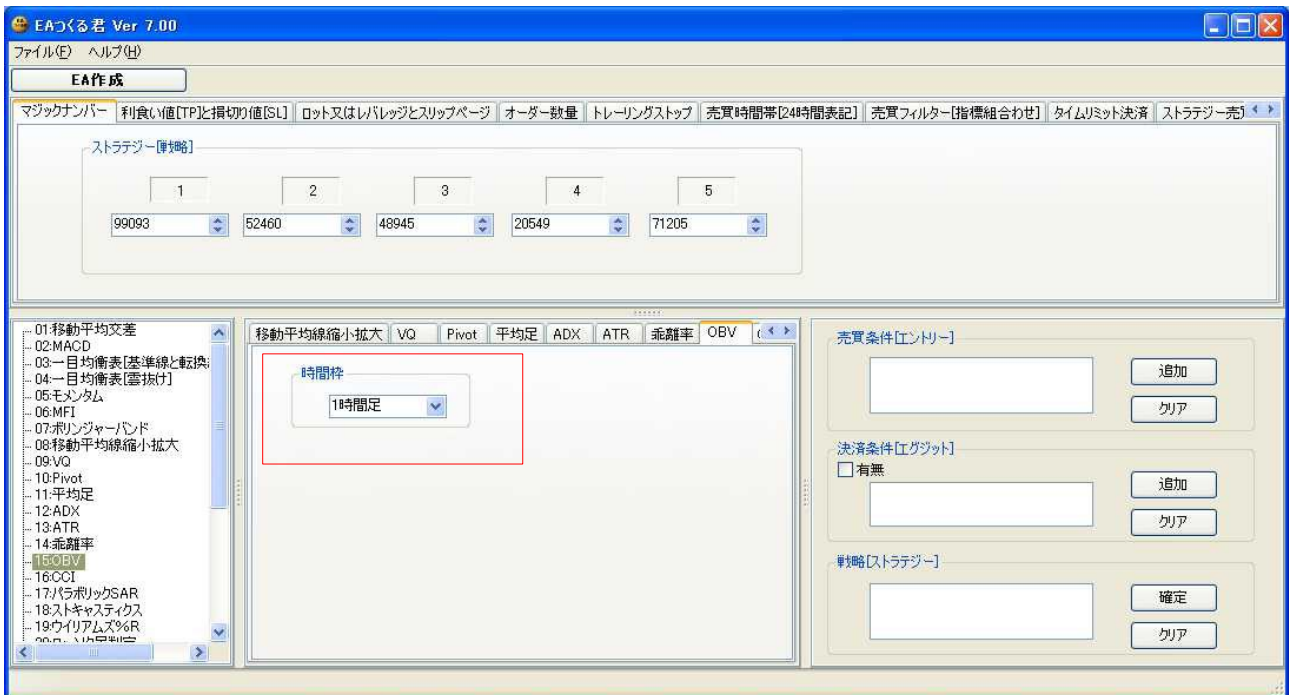 EAつくる君 Ver 7.00
ファイル(F) ヘルプ(H)
EA作成
マジックナンバー 利食い値[TP]と損切り値[SL] ロット又はレバレッジとスリップページ オーダー数量 トレーリングストップ 売買時間帯[24時間表記] 売買フィルター[指標組合わせ] タイムリミット決済 ストラテジー売
ストラテジー[戦略]
1 2 3 4 5
99093 52460 48945 20549 71205
01:移動平均交差
02:MACD
03:一目均衡表[基準線と転換
04:一目均衡表[雲抜け]
05:モメンタム
06:MFI
07:ボリンジャーバンド
08:移動平均線縮小拡大
09:VQ
10:Pivot
11:平均足
12:ADX
13:ATR
14:乖離率
15:OBV
16:CCI
17:パラボリックSAR
18:ストキャスティクス
19:ウイリアムズ%R
移動平均線縮小拡大 VQ Pivot 平均足 ADX ATR 乖離率 OBV
時間枠
1時間足
売買条件[エントリー]
追加
クリア
決済条件[エグジット]
有無
追加
クリア
戦略[ストラテジー]
確定
クリア